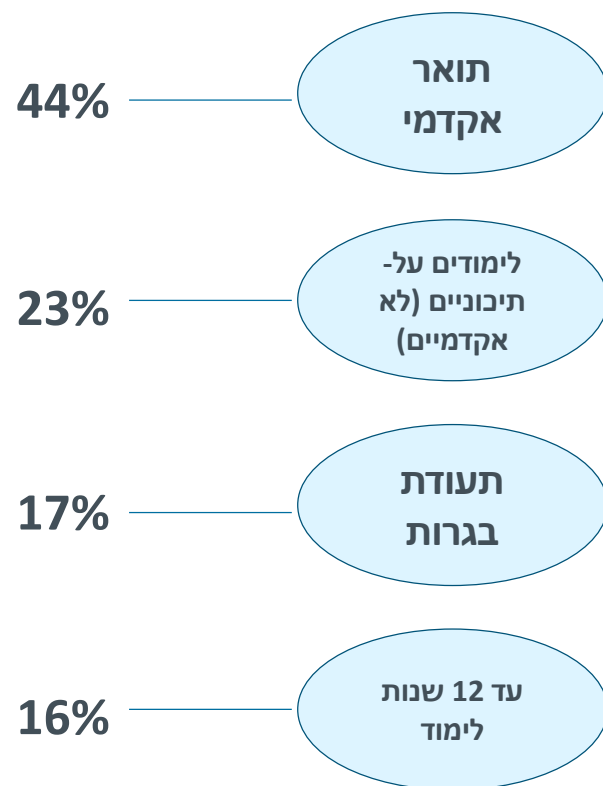 תואר
אקדמי
44%
לימודים על-
תיכוניים (לא
אקדמיים)
23%
תעודת
בגרות
17%
עד 12 שנות
לימוד
16%